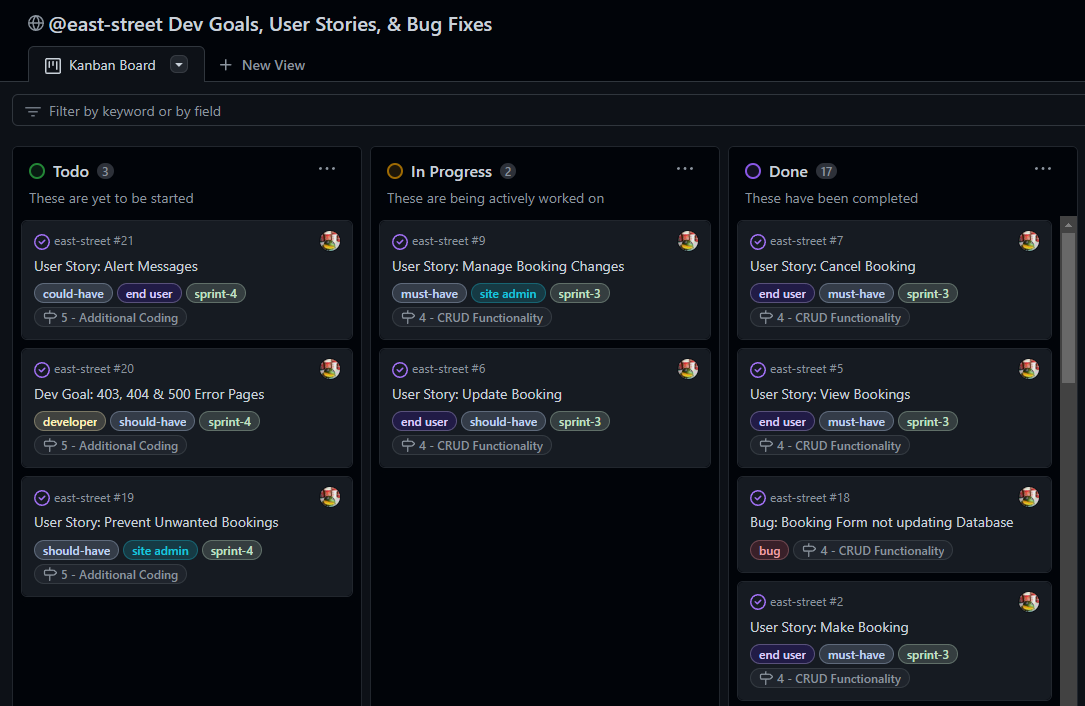 @east-street Dev Goals, User Stories, & Bug Fixes
Kanban Board
New View
Filter by keyword or by field
Todo 3
These are yet to be started
east-street #21
User Story: Alert Messages
could-have end user sprint-4
5 - Additional Coding
east-street #20
Dev Goal: 403, 404 & 500 Error Pages
developer should-have sprint-4
5 - Additional Coding
east-street #19
User Story: Prevent Unwanted Bookings
should-have site admin sprint-4
5 - Additional Coding
In Progress 2
These are being actively worked on
east-street #9
User Story: Manage Booking Changes
must-have site admin sprint-3
4 - CRUD Functionality
east-street #6
User Story: Update Booking
end user should-have sprint-3
4 - CRUD Functionality
Done 17
These have been completed
east-street #7
User Story: Cancel Booking
end user must-have sprint-3
4 - CRUD Functionality
east-street #5
User Story: View Bookings
end user must-have sprint-3
4 - CRUD Functionality
east-street #18
Bug: Booking Form not updating Database
bug 4 - CRUD Functionality
east-street #2
User Story: Make Booking
end user must-have sprint-3
4 - CRUD Functionality